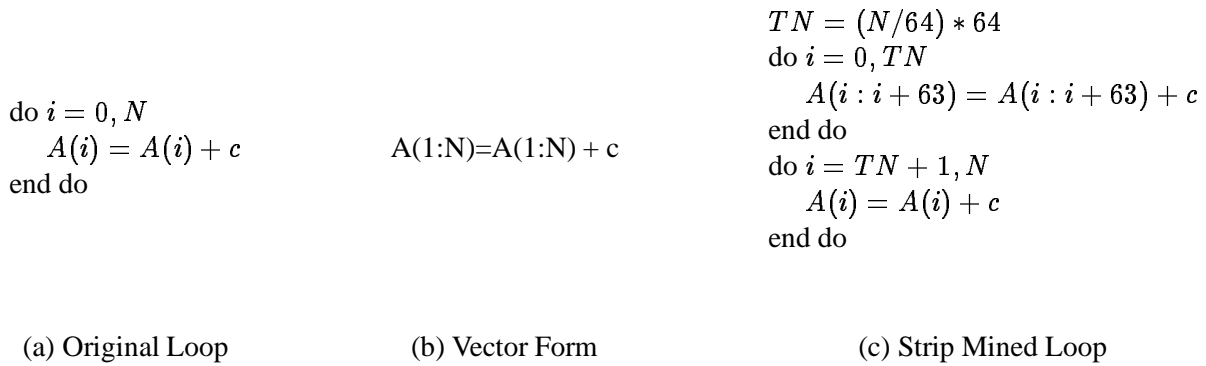 do i = 0, N
A(i) = A(i) + c
end do
(a) Original Loop
A(1:N)=A(1:N) + c
(b) Vector Form
TN = (N/64) * 64
do i = 0, TN
A(i : i + 63) = A(i : i + 63) + c
end do
do i = TN + 1, N
A(i) = A(i) + c
end do
(c) Strip Mined Loop